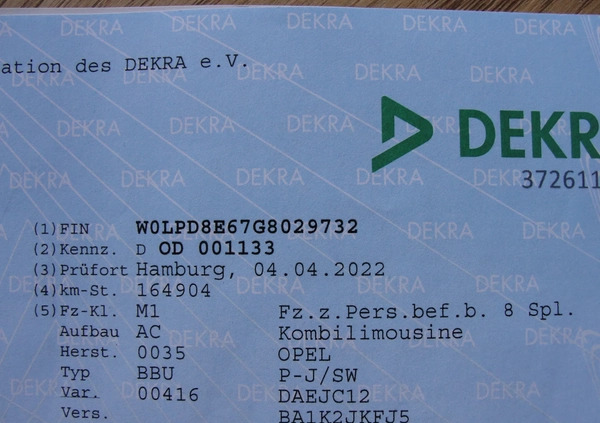 ation des DEKRA e.V.
DEKR
372611
(1) FIN W0LPD8E67G8029732
(2) Kennz. D OD 001133
(3) Prüfort Hamburg, 04.04.2022
(4) km-St. 164904
(5) Fz-Kl. M1 Fz.z.Pers.bef.b. 8 Spl.
Aufbau AC Kombilimousine
Herst. 0035 OPEL
Typ BBU P-J/SW
Var. 00416 DAEJC12
Vers. BA1K2JKFJ5